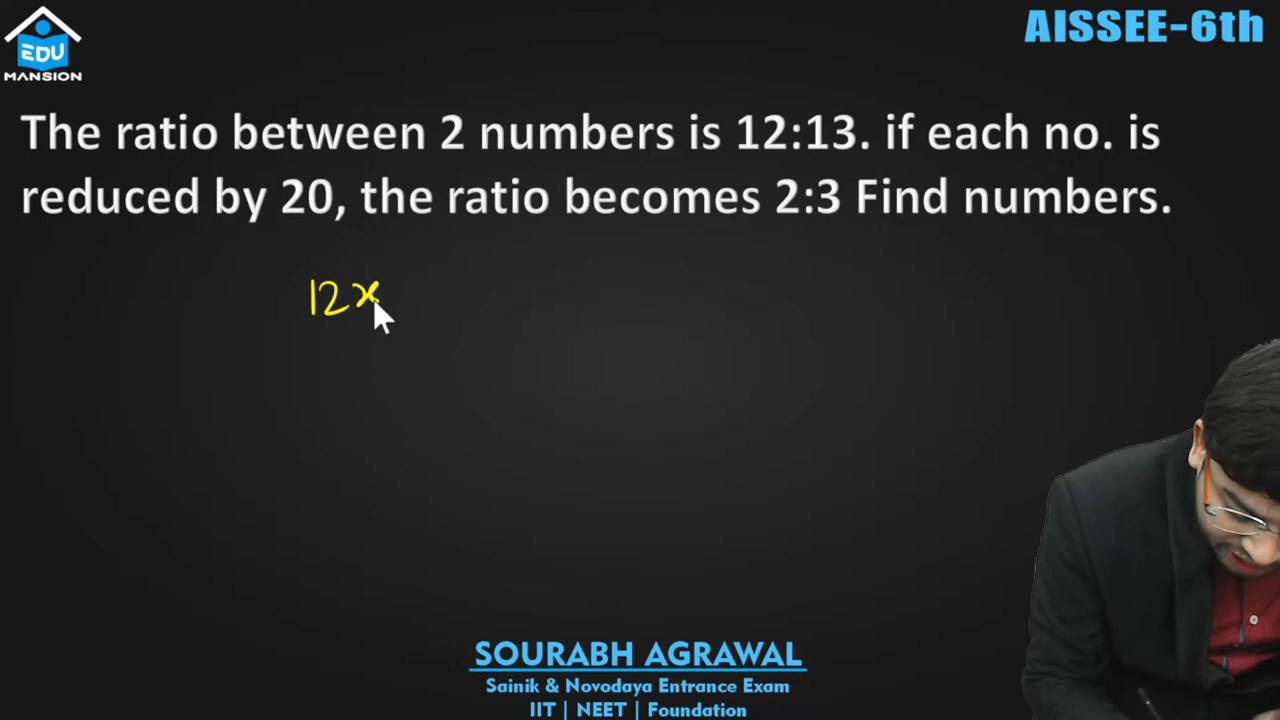 EDU
MANSION
AISSEE-6th
The ratio between 2 numbers is 12:13. if each no. is
reduced by 20, the ratio becomes 2:3 Find numbers.
12x
SOURABH AGRAWAL
Sainik & Novodaya Entrance Exam
IIT | NEET | Foundation